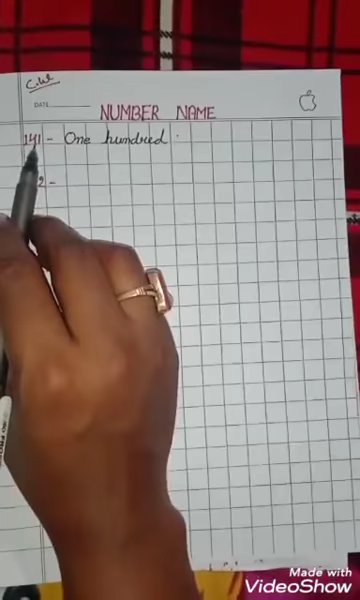 C.W
DATE
NUMBER NAME
141 - One hundred
2 -
Made with
VideoShow